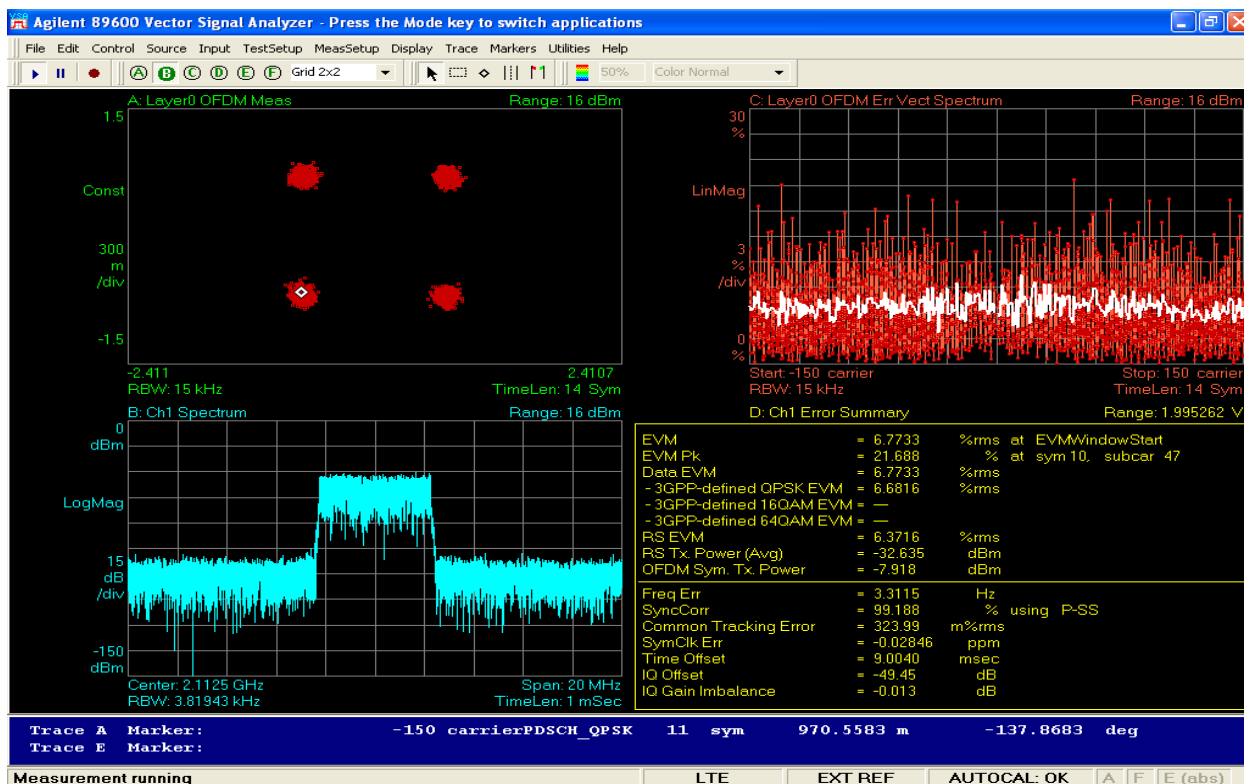 Agilent 89600 Vector Signal Analyzer - Press the Mode key to switch applications
File Edit Control Source Input TestSetup MeasSetup Display Trace Markers Utilities Help
A B C D E F Grid 2x2 50% Color Normal
A: Layer0 OFDM Meas Range: 16 dBm
1.5
Const
300
m
/div
-1.5
-2.411 2.4107
RBW: 15 kHz TimeLen: 14 Sym
C: Layer0 OFDM Err Vect Spectrum Range: 16 dBm
30
%
LinMag
3
%
/div
0
%
Start: -150 carrier Stop: 150 carrier
RBW: 15 kHz TimeLen: 14 Sym
B: Ch1 Spectrum Range: 16 dBm
0
dBm
LogMag
15
dB
/div
-150
dBm
Center: 2.1125 GHz Span: 20 MHz
RBW: 3.81943 kHz TimeLen: 1 mSec
D: Ch1 Error Summary Range: 1.995262 V
EVM = 6.7733 %rms at EVMWindowStart
EVM Pk = 21.688 % at sym 10, subcar 47
Data EVM = 6.7733 %rms
- 3GPP-defined QPSK EVM = 6.6816 %rms
- 3GPP-defined 16QAM EVM = —
- 3GPP-defined 64QAM EVM = —
RS EVM = 6.3716 %rms
RS Tx. Power (Avg) = -32.635 dBm
OFDM Sym. Tx. Power = -7.918 dBm
Freq Err = 3.3115 Hz
SyncCorr = 99.188 % using P-SS
Common Tracking Error = 323.99 m%rms
SymClk Err = -0.02846 ppm
Time Offset = 9.0040 msec
IQ Offset = -49.45 dB
IQ Gain Imbalance = -0.013 dB
Trace A Marker: -150 carrierPDSCH_QPSK 11 sym 970.5583 m -137.8683 deg
Trace E Marker:
Measurement running LTE EXT REF AUTOCAL: OK A F E (abs)